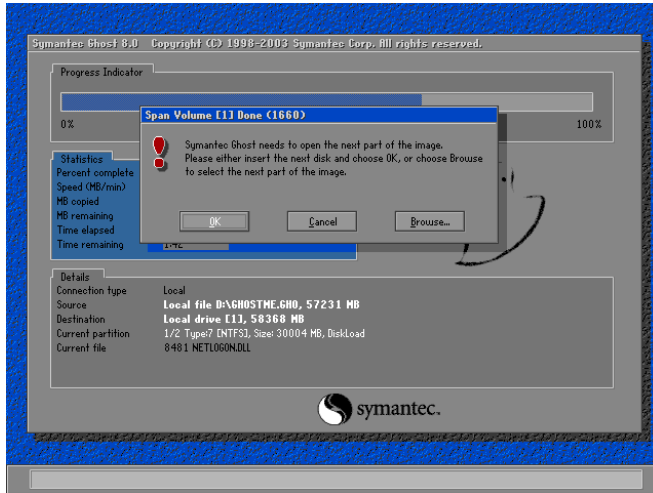 Symantec Ghost 8.0 Copyright (C) 1998-2003 Symantec Corp. All rights reserved.
Progress Indicator
0%
100%
Span Volume [1] Done (1660)
Symantec Ghost needs to open the next part of the image.
Please either insert the next disk and choose OK, or choose Browse
to select the next part of the image.
OK Cancel Browse...
Statistics
Percent complete
Speed (MB/min)
MB copied
MB remaining
Time elapsed
Time remaining 1:42
Details
Connection type Local
Source Local file D:\GHOSTME.GHO, 57231 MB
Destination Local drive [1], 58368 MB
Current partition 1/2 Type:7 [NTFS], Size: 30004 MB, DiskLoad
Current file 8481 NETLOGON.DLL
symantec.